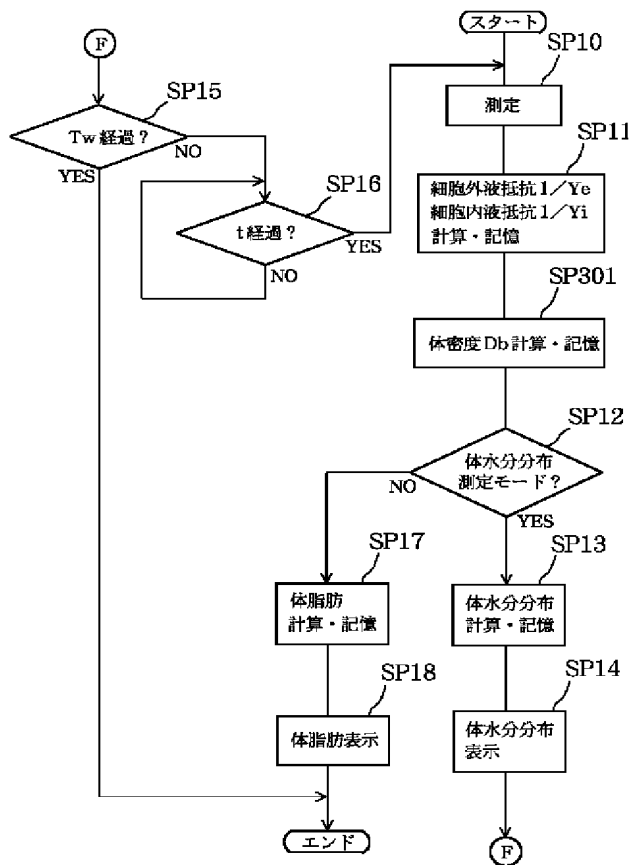 スタート
SP10
測定
SP11
細胞外液抵抗1/Ye
細胞内液抵抗1/Yi
計算・記憶
SP301
体密度Db計算・記憶
SP12
体水分分布
測定モード?
NO
YES
SP17
体脂肪
計算・記憶
SP13
体水分分布
計算・記憶
SP18
体脂肪表示
SP14
体水分分布
表示
エンド
F
F
SP15
Tw経過?
NO
YES
SP16
t経過?
YES
NO